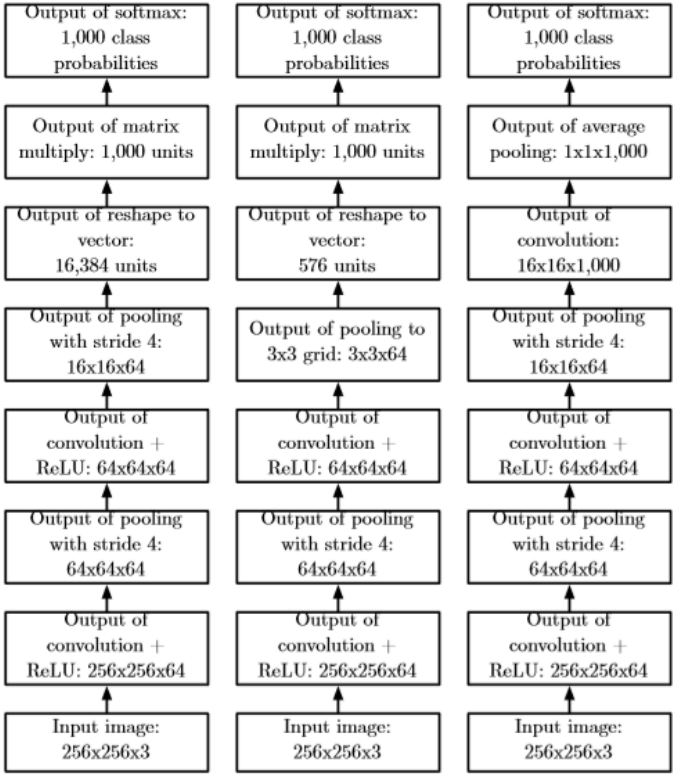 Output of softmax:
1,000 class
probabilities
Output of matrix
multiply: 1,000 units
Output of reshape to
vector:
16,384 units
Output of pooling
with stride 4:
16x16x64
Output of
convolution +
ReLU: 64x64x64
Output of pooling
with stride 4:
64x64x64
Output of
convolution +
ReLU: 256x256x64
Input image:
256x256x3
Output of softmax:
1,000 class
probabilities
Output of matrix
multiply: 1,000 units
Output of reshape to
vector:
576 units
Output of pooling to
3x3 grid: 3x3x64
Output of
convolution +
ReLU: 64x64x64
Output of pooling
with stride 4:
64x64x64
Output of
convolution +
ReLU: 256x256x64
Input image:
256x256x3
Output of softmax:
1,000 class
probabilities
Output of average
pooling: 1x1x1,000
Output of
convolution:
16x16x1,000
Output of pooling
with stride 4:
16x16x64
Output of
convolution +
ReLU: 64x64x64
Output of pooling
with stride 4:
64x64x64
Output of
convolution +
ReLU: 256x256x64
Input image:
256x256x3